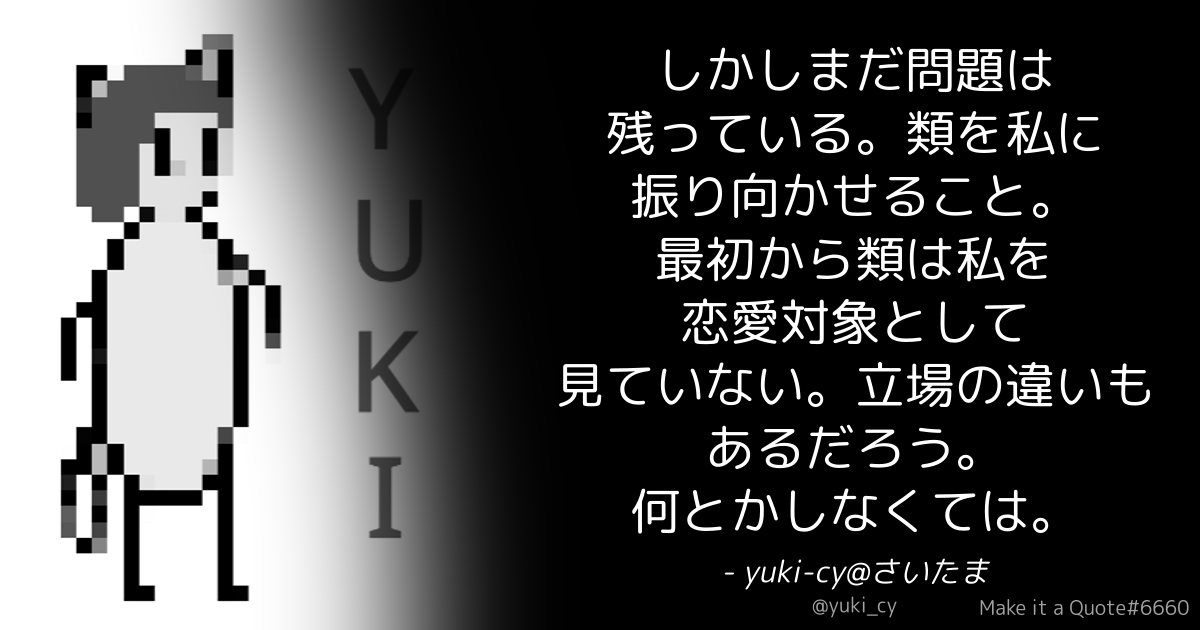 YUKI
しかしまだ問題は
残っている。類を私に
振り向かせること。
最初から類は私を
恋愛対象として
見ていない。立場の違いも
あるだろう。
何とかしなくては。
- yuki-cy@さいたま
@yuki_cy
Make it a Quote#6660